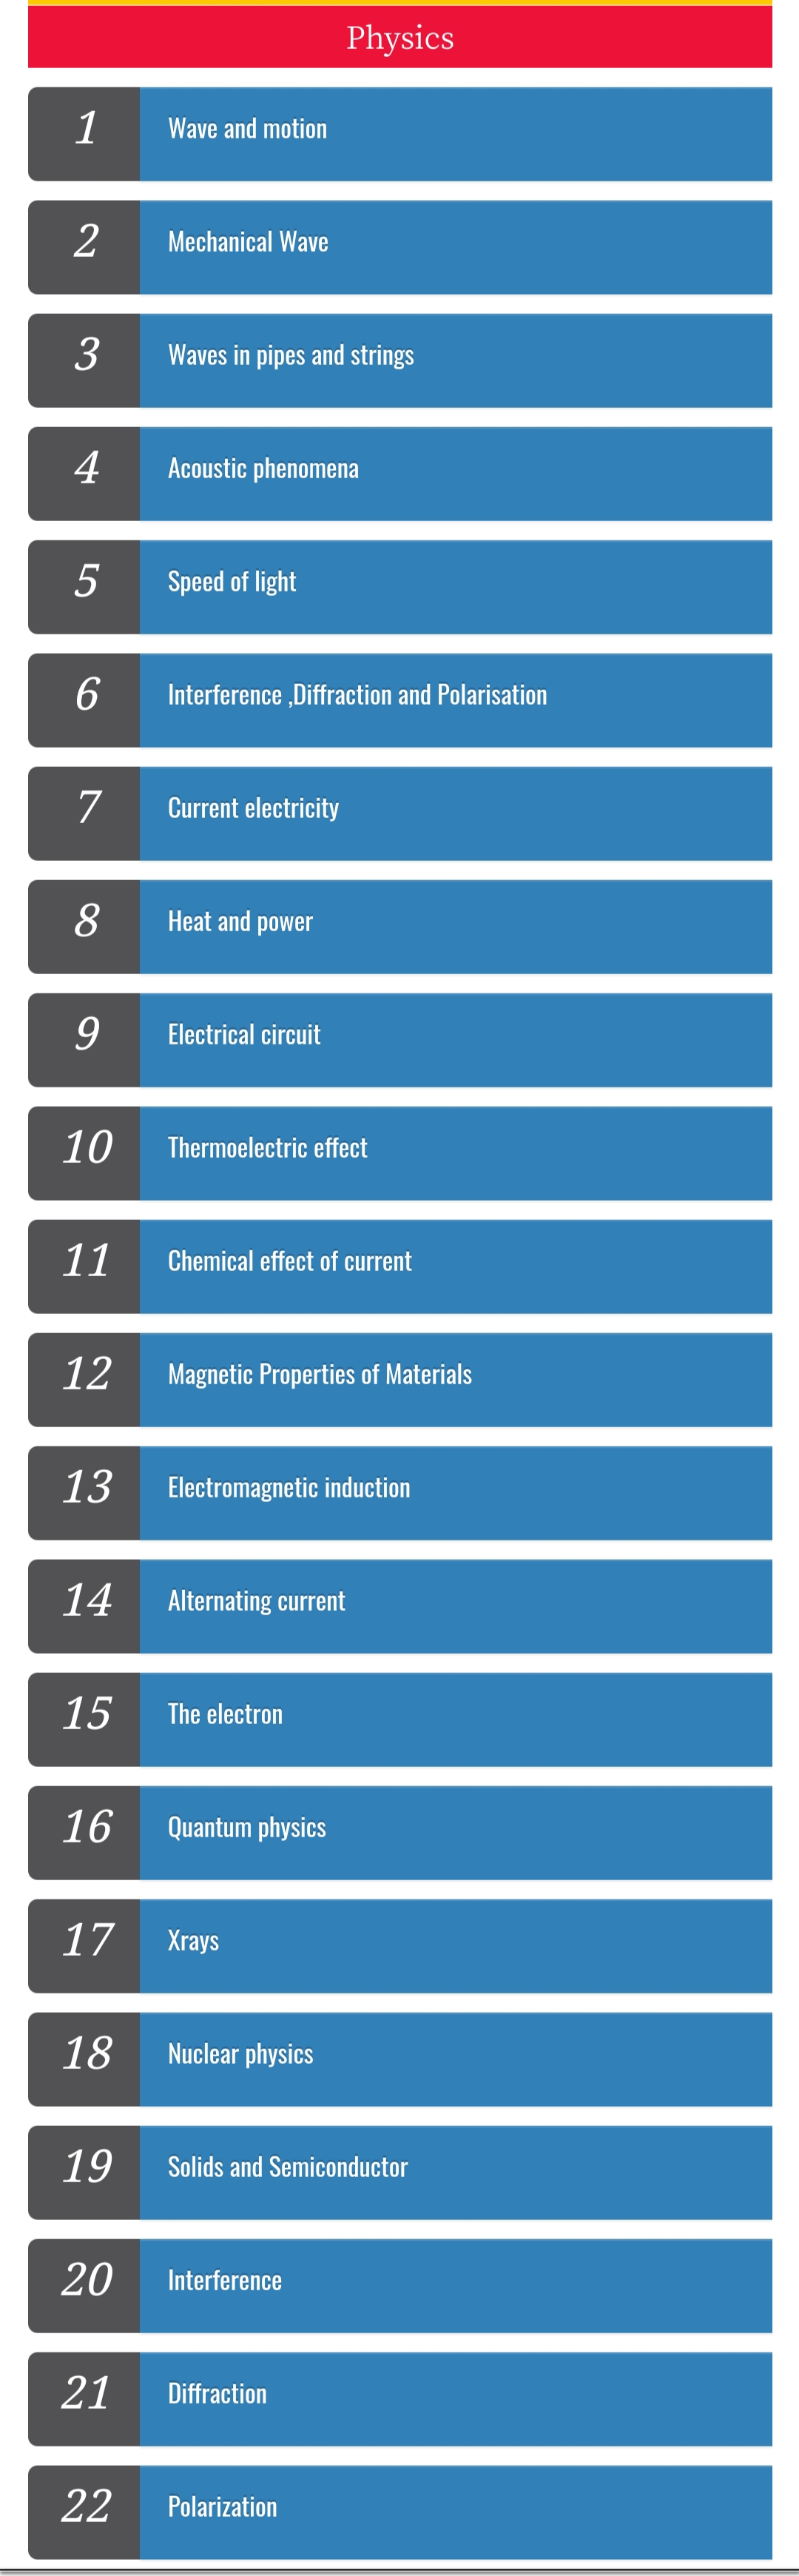 Physics
1
Wave and motion
2
Mechanical Wave
3
Waves in pipes and strings
4
Acoustic phenomena
5
Speed of light
6
Interference ,Diffraction and Polarisation
7
Current electricity
8
Heat and power
9
Electrical circuit
10
Thermoelectric effect
11
Chemical effect of current
12
Magnetic Properties of Materials
13
Electromagnetic induction
14
Alternating current
15
The electron
16
Quantum physics
17
Xrays
18
Nuclear physics
19
Solids and Semiconductor
20
Interference
21
Diffraction
22
Polarization